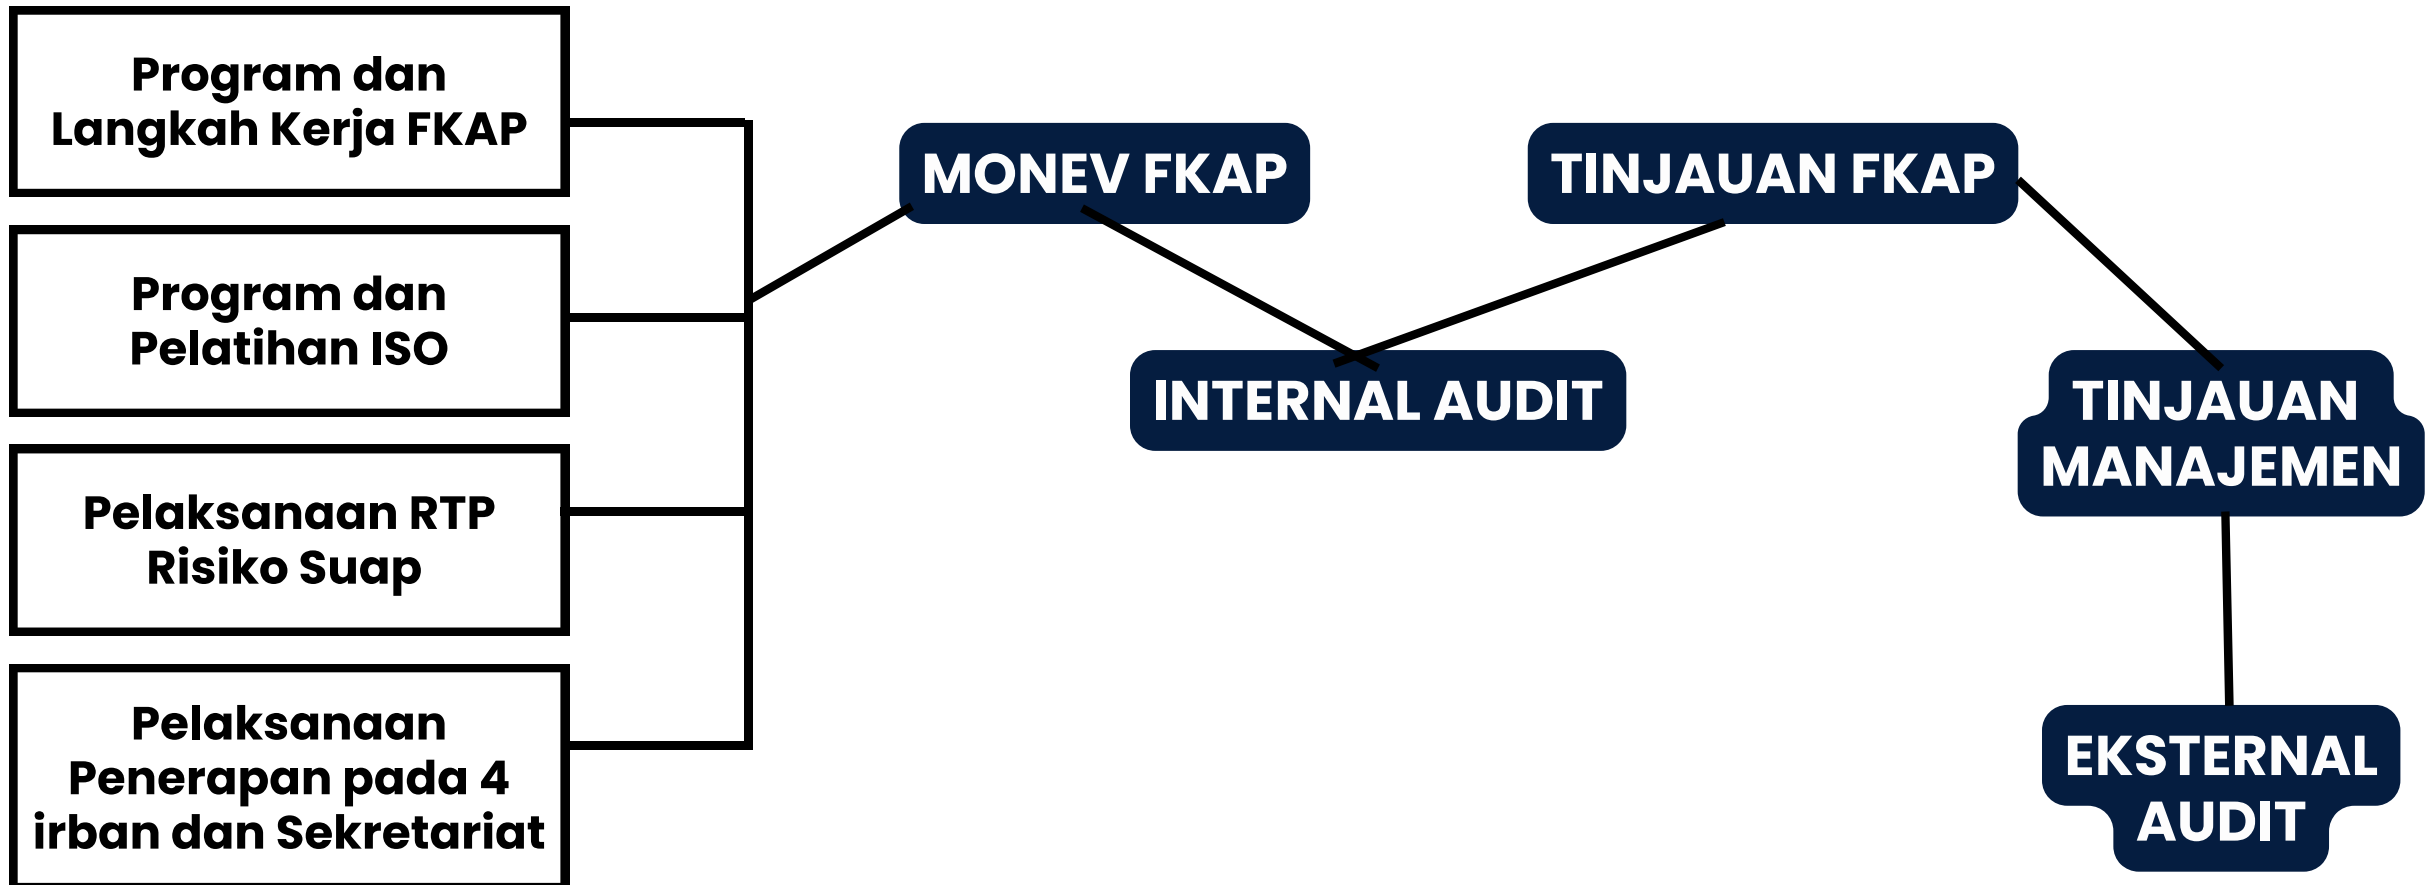 Program dan
Langkah Kerja FKAP
Program dan
Pelatihan ISO
Pelaksanaan RTP
Risiko Suap
Pelaksanaan
Penerapan pada 4
irban dan Sekretariat
MONEV FKAP
INTERNAL AUDIT
TINJAUAN FKAP
TINJAUAN
MANAJEMEN
EKSTERNAL
AUDIT